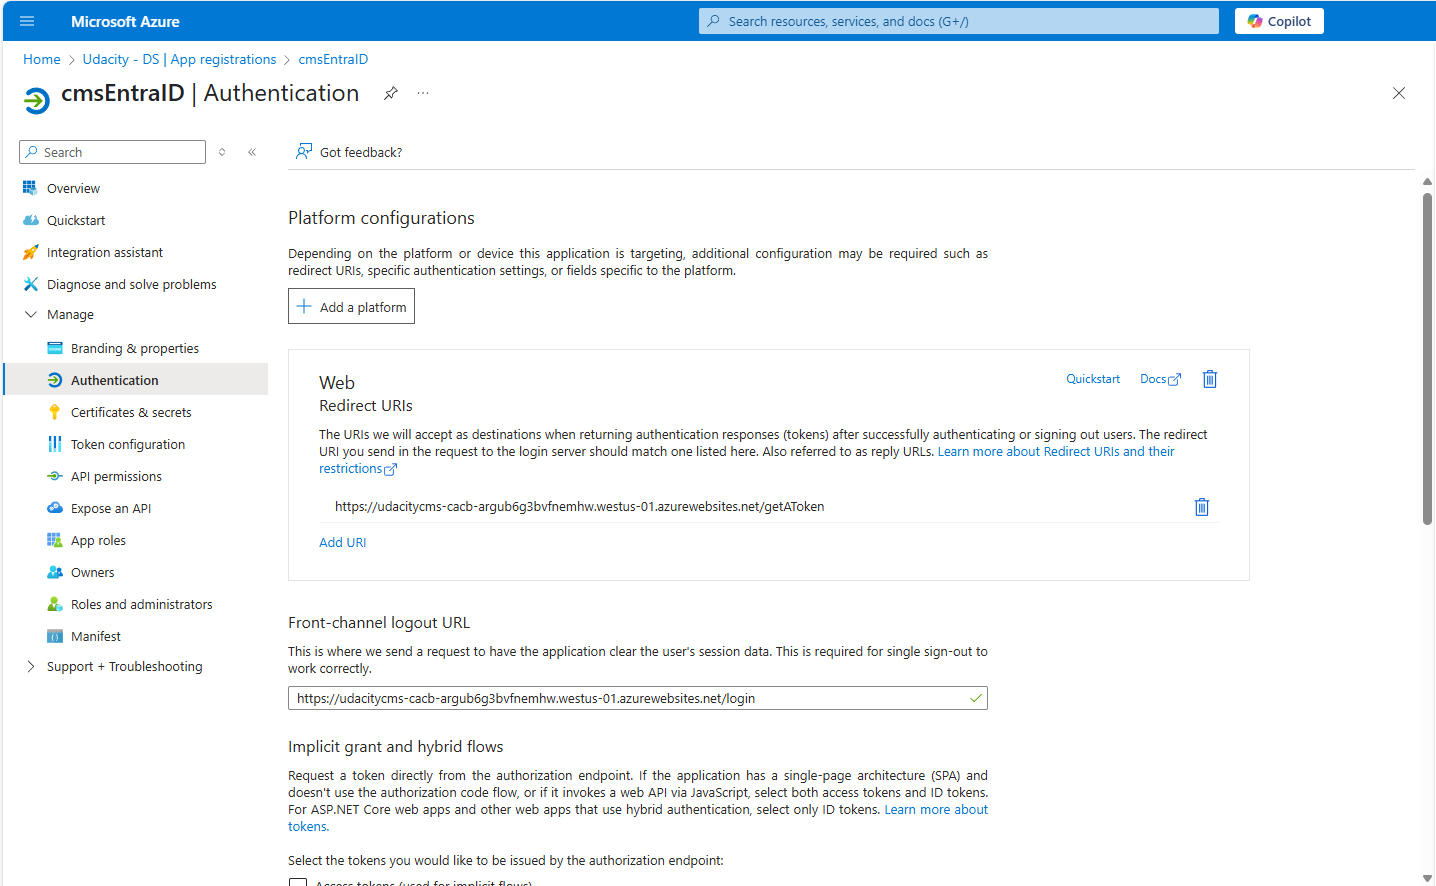 Microsoft Azure
Search resources, services, and docs (G+/)
Copilot
Home > Udacity - DS | App registrations > cmsEntraID
cmsEntraID | Authentication
Search
Got feedback?
Overview
Quickstart
Integration assistant
Diagnose and solve problems
Manage
Branding & properties
Authentication
Certificates & secrets
Token configuration
API permissions
Expose an API
App roles
Owners
Roles and administrators
Manifest
Support + Troubleshooting
Platform configurations
Depending on the platform or device this application is targeting, additional configuration may be required such as
redirect URIs, specific authentication settings, or fields specific to the platform.
Add a platform
Web
Quickstart
Docs
Redirect URIs
The URIs we will accept as destinations when returning authentication responses (tokens) after successfully authenticating or signing out users. The redirect
URI you send in the request to the login server should match one listed here. Also referred to as reply URLs. Learn more about Redirect URIs and their
restrictions
https://udacitycms-cacb-argub6g3bvfnemhw.westus-01.azurewebsites.net/getAToken
Add URI
Front-channel logout URL
This is where we send a request to have the application clear the user's session data. This is required for single sign-out to
work correctly.
https://udacitycms-cacb-argub6g3bvfnemhw.westus-01.azurewebsites.net/login
Implicit grant and hybrid flows
Request a token directly from the authorization endpoint. If the application has a single-page architecture (SPA) and
doesn't use the authorization code flow, or if it invokes a web API via JavaScript, select both access tokens and ID tokens.
For ASP.NET Core web apps and other web apps that use hybrid authentication, select only ID tokens. Learn more about
tokens.
Select the tokens you would like to be issued by the authorization endpoint:
Access tokens (used for implicit flows)